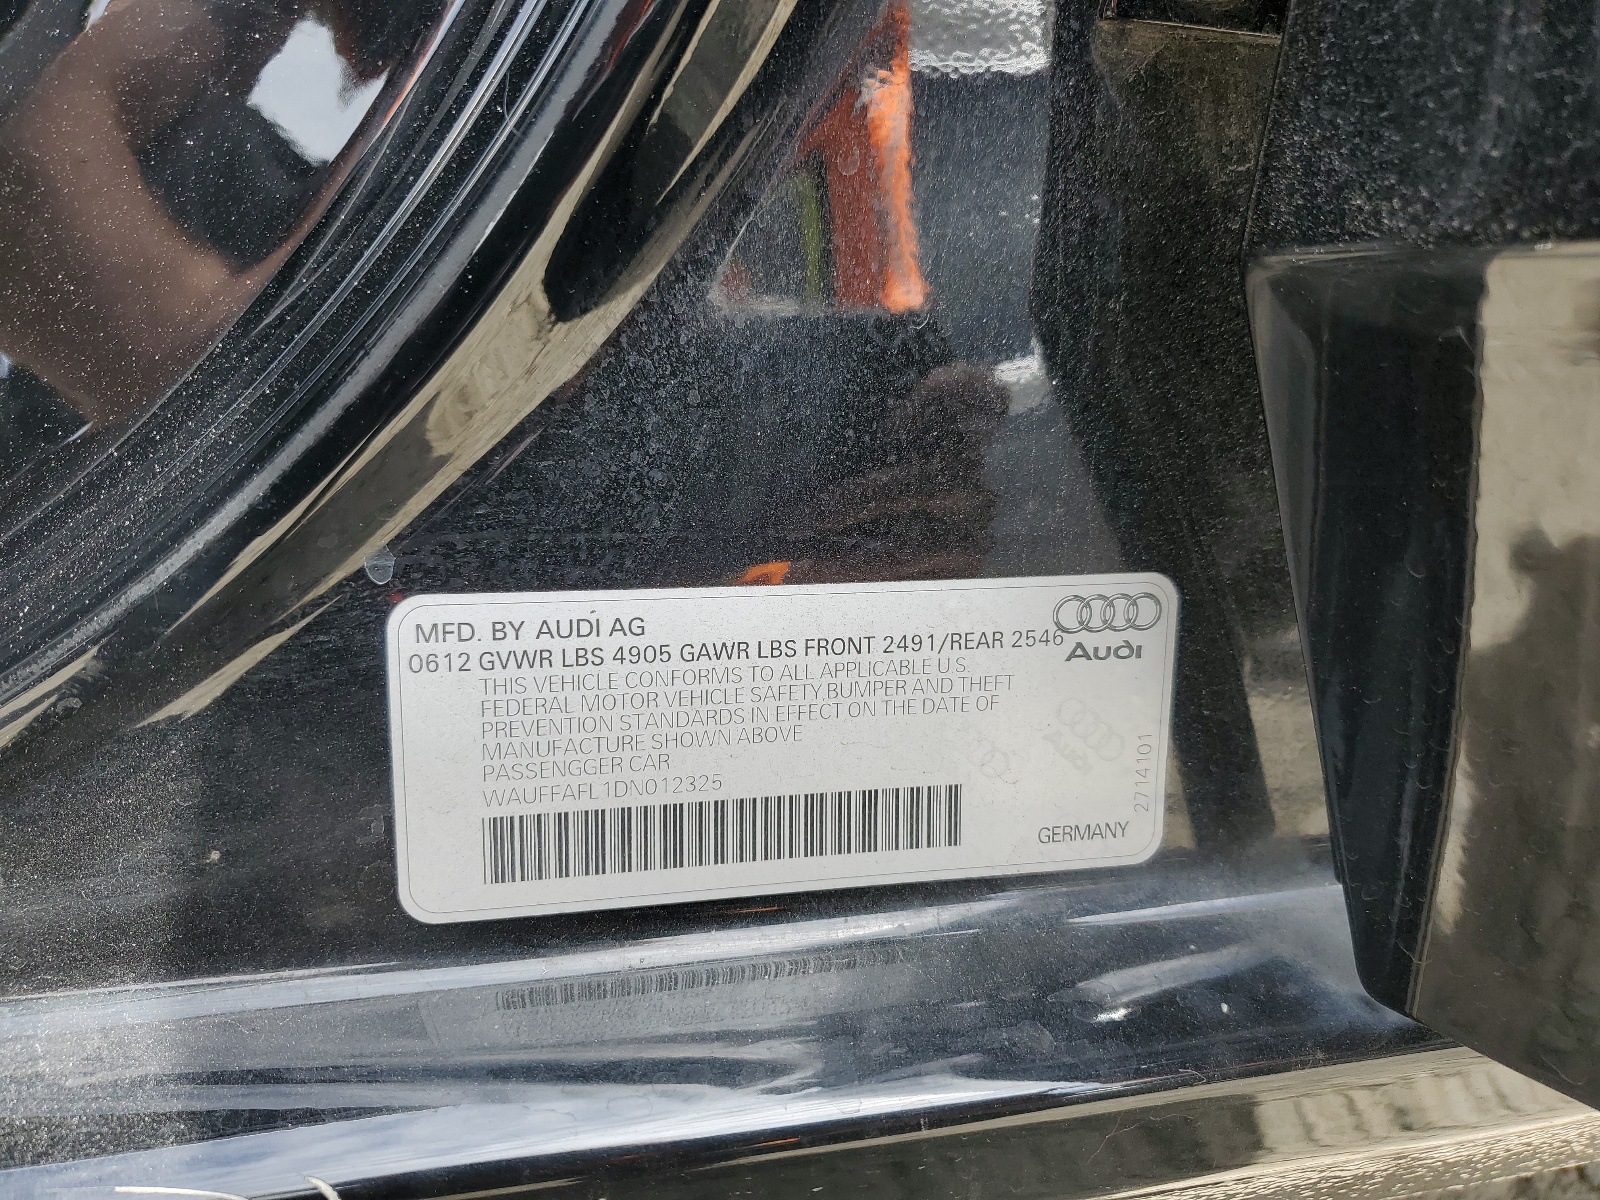 MFD. BY AUDI AG
0612 GVWR LBS 4905 GAWR LBS FRONT 2491/REAR 2546
Audi
THIS VEHICLE CONFORMS TO ALL APPLICABLE U.S.
FEDERAL MOTOR VEHICLE SAFETY,BUMPER AND THEFT
PREVENTION STANDARDS IN EFFECT ON THE DATE OF
MANUFACTURE SHOWN ABOVE
PASSENGGER CAR
WAUFFAFL1DN012325
GERMANY
2714101